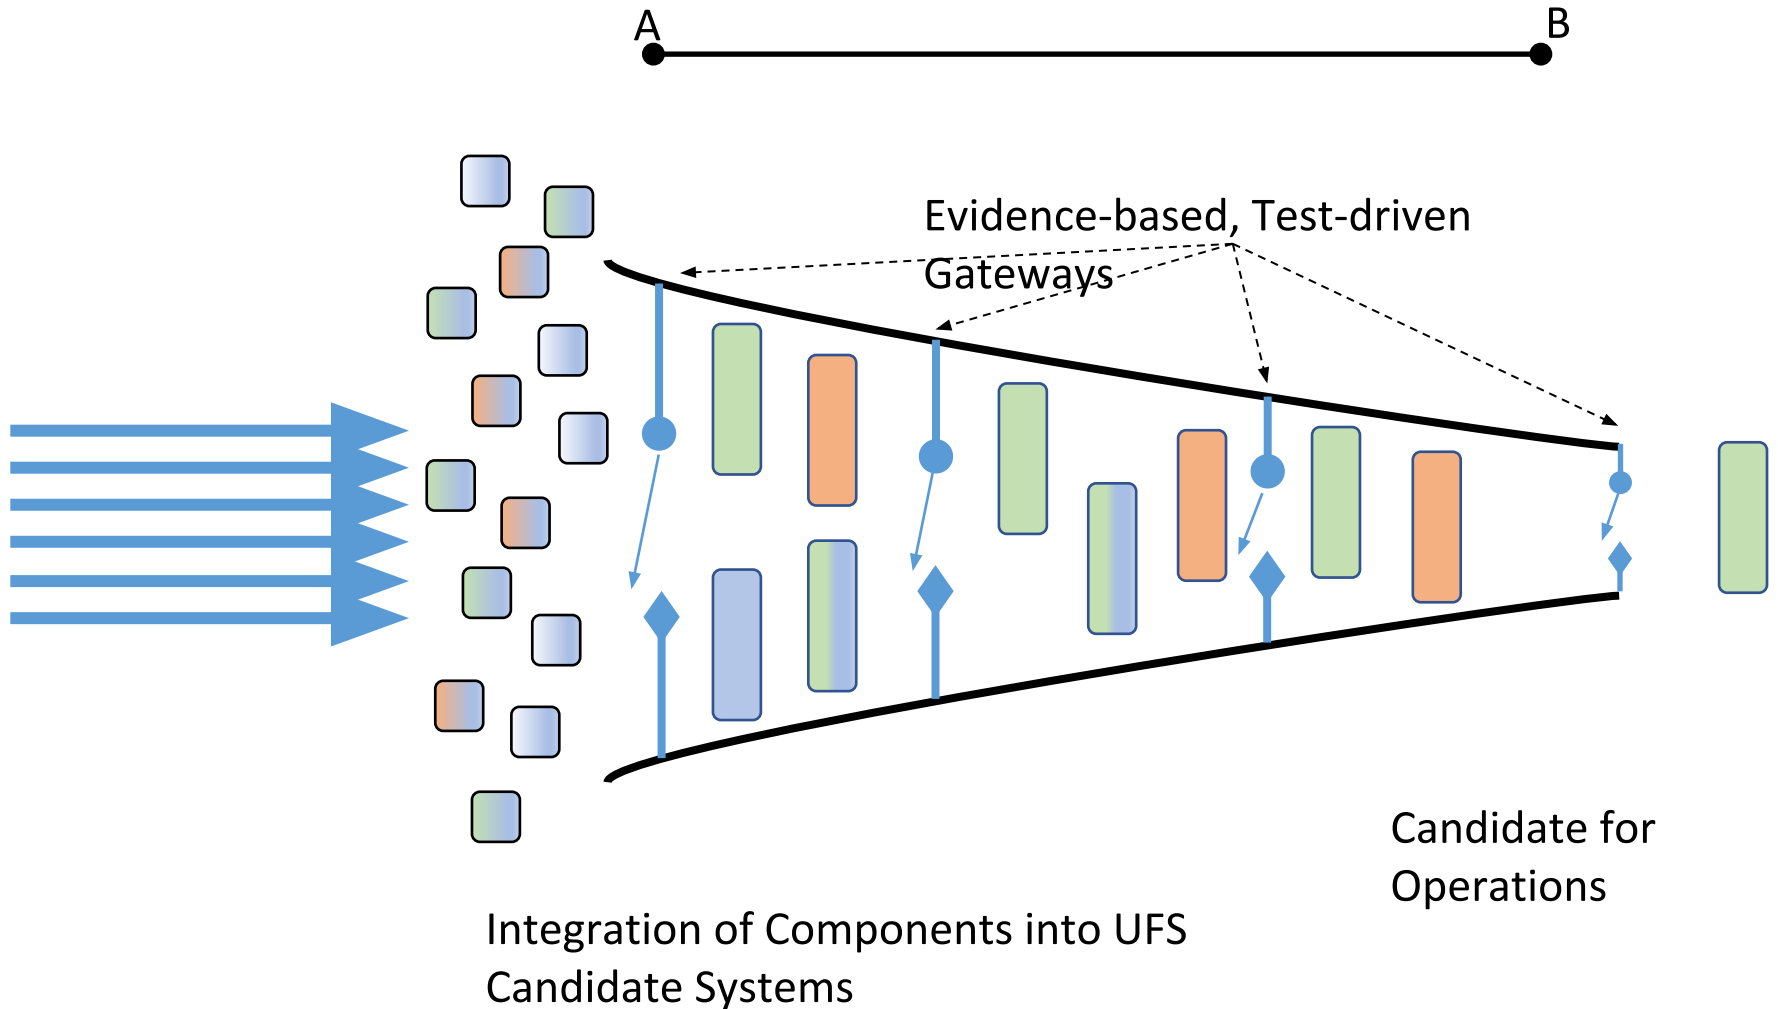 A
B
Evidence-based, Test-driven
Gateways
Candidate for
Operations
Integration of Components into UFS
Candidate Systems